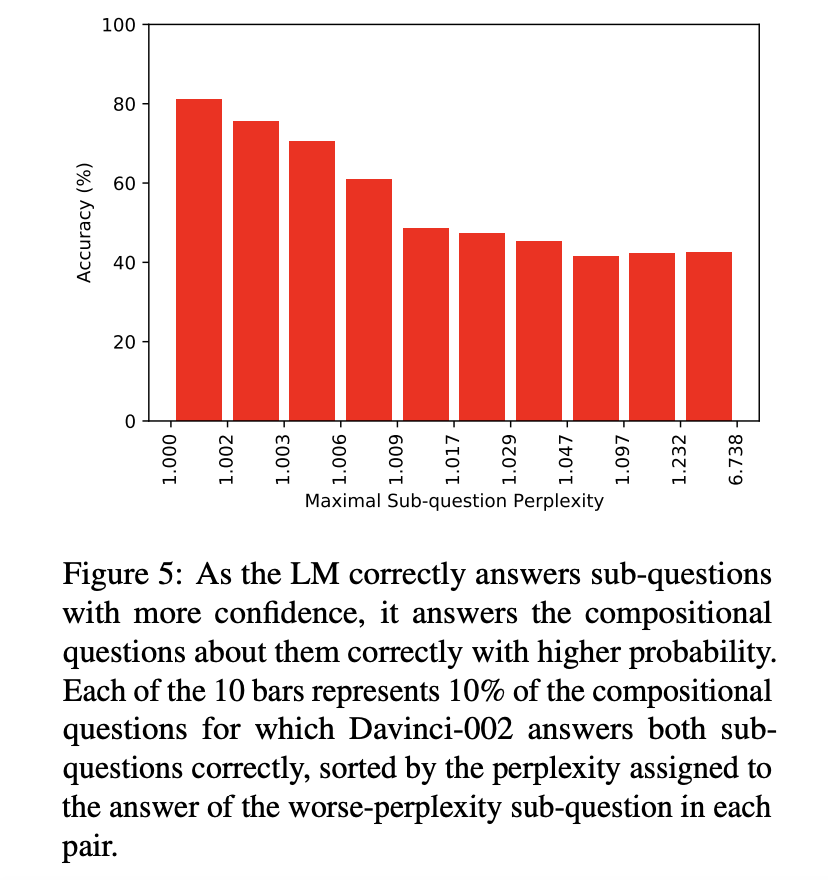 100
80
60
40
20
0
Accuracy (%)
1.000 1.002 1.003 1.006 1.009 1.017 1.029 1.047 1.097 1.232 6.738
Maximal Sub-question Perplexity
Figure 5: As the LM correctly answers sub-questions
with more confidence, it answers the compositional
questions about them correctly with higher probability.
Each of the 10 bars represents 10% of the compositional
questions for which Davinci-002 answers both sub-
questions correctly, sorted by the perplexity assigned to
the answer of the worse-perplexity sub-question in each
pair.